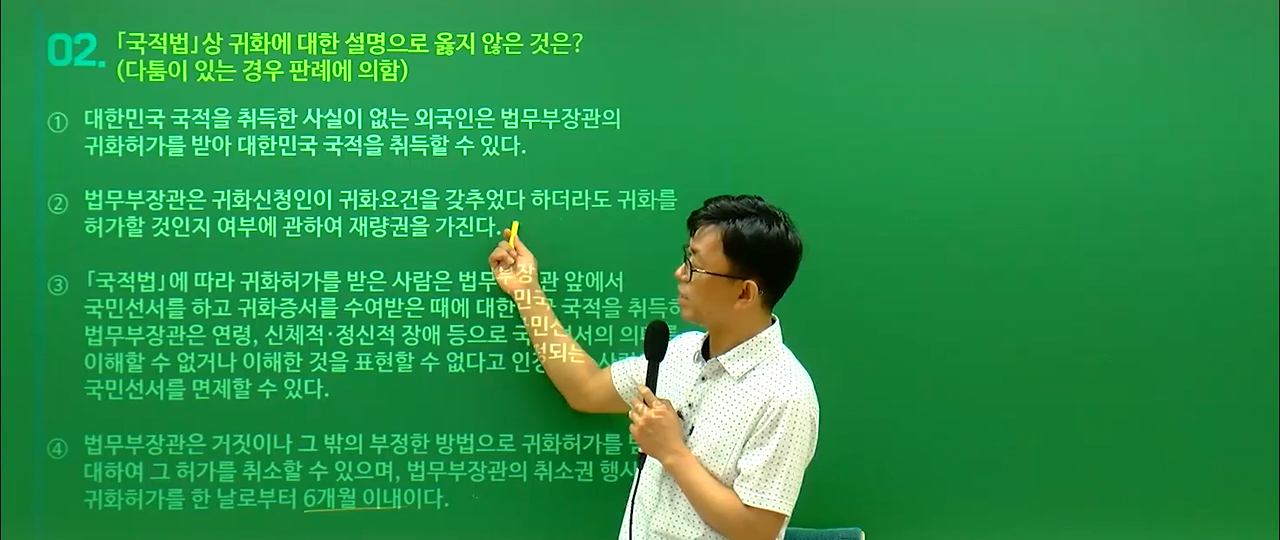 02. 「국적법」상 귀화에 대한 설명으로 옳지 않은 것은?
(다툼이 있는 경우 판례에 의함)
① 대한민국 국적을 취득한 사실이 없는 외국인은 법무부장관의
귀화허가를 받아 대한민국 국적을 취득할 수 있다.
② 법무부장관은 귀화신청인이 귀화요건을 갖추었다 하더라도 귀화를
허가할 것인지 여부에 관하여 재량권을 가진다.
③ 「국적법」에 따라 귀화허가를 받은 사람은 법무부장관 앞에서
국민선서를 하고 귀화증서를 수여받은 때에 대한민국 국적을
법무부장관은 연령, 신체적·정신적 장애 등으로 국민선서의
이해할 수 없거나 이해한 것을 표현할 수 없다고 인정되는
국민선서를 면제할 수 있다.
④ 법무부장관은 거짓이나 그 밖의 부정한 방법으로 귀화허가를
대하여 그 허가를 취소할 수 있으며, 법무부장관의 취소권
귀화허가를 한 날로부터 6개월 이내이다.